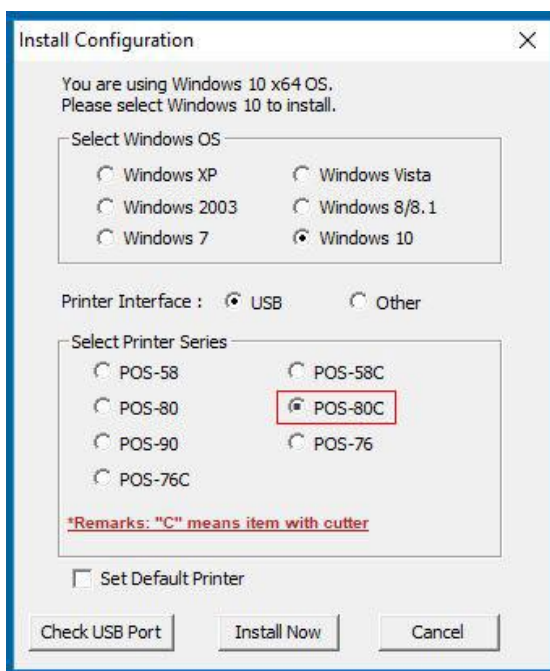 Install Configuration
You are using Windows 10 x64 OS.
Please select Windows 10 to install.
Select Windows OS
Windows XP Windows Vista
Windows 2003 Windows 8/8.1
Windows 7 Windows 10
Printer Interface : USB Other
Select Printer Series
POS-58 POS-58C
POS-80 POS-80C
POS-90 POS-76
POS-76C
*Remarks: "C" means item with cutter
Set Default Printer
Check USB Port Install Now Cancel